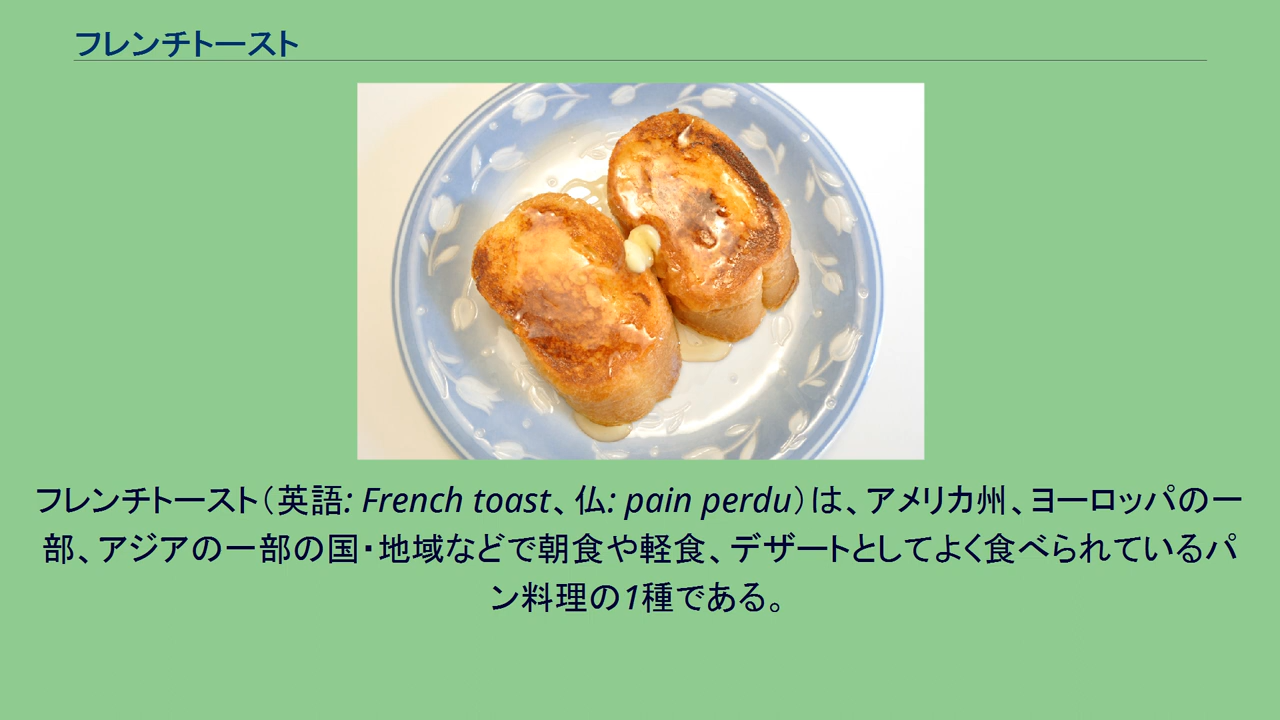 フレンチトースト
フレンチトースト（英語: French toast、仏: pain perdu）は、アメリカ州、ヨーロッパの一
部、アジアの一部の国・地域などで朝食や軽食、デザートとしてよく食べられているパ
ン料理の1種である。